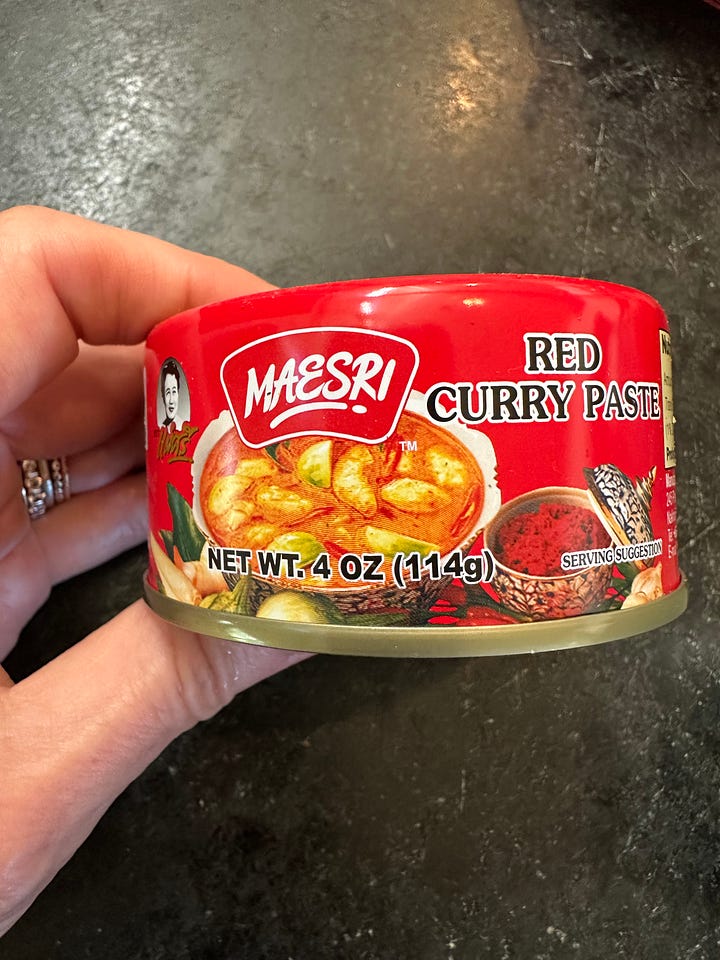 MAESRI
TM
RED
CURRY PASTE
NET WT. 4 OZ (114g)
SERVING SUGGESTION